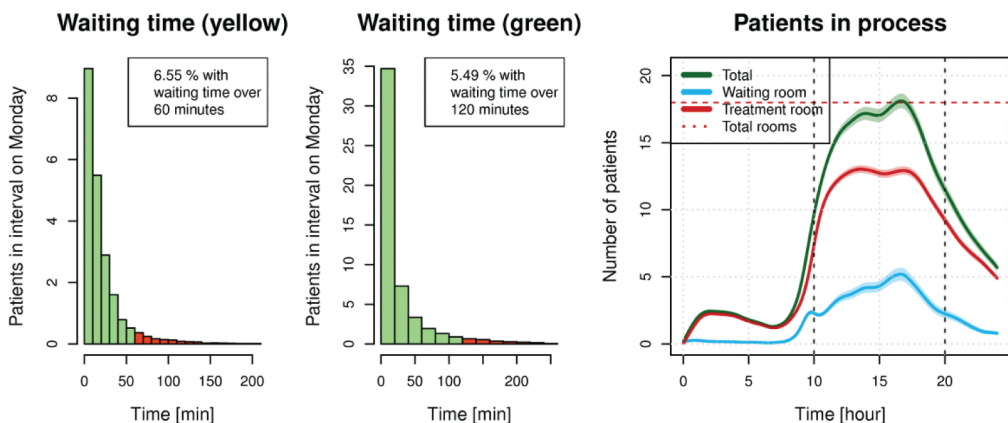 Waiting time (yellow)
Patients in interval on Monday
8
6
4
2
0
6.55 % with
waiting time over
60 minutes
0 50 100 150 200
Time [min]
Waiting time (green)
Patients in interval on Monday
35
30
25
20
15
10
5
0
5.49 % with
waiting time over
120 minutes
0 50 100 200
Time [min]
Patients in process
Number of patients
20
15
10
5
0
Total
Waiting room
Treatment room
Total rooms
0 5 10 15 20
Time [hour]